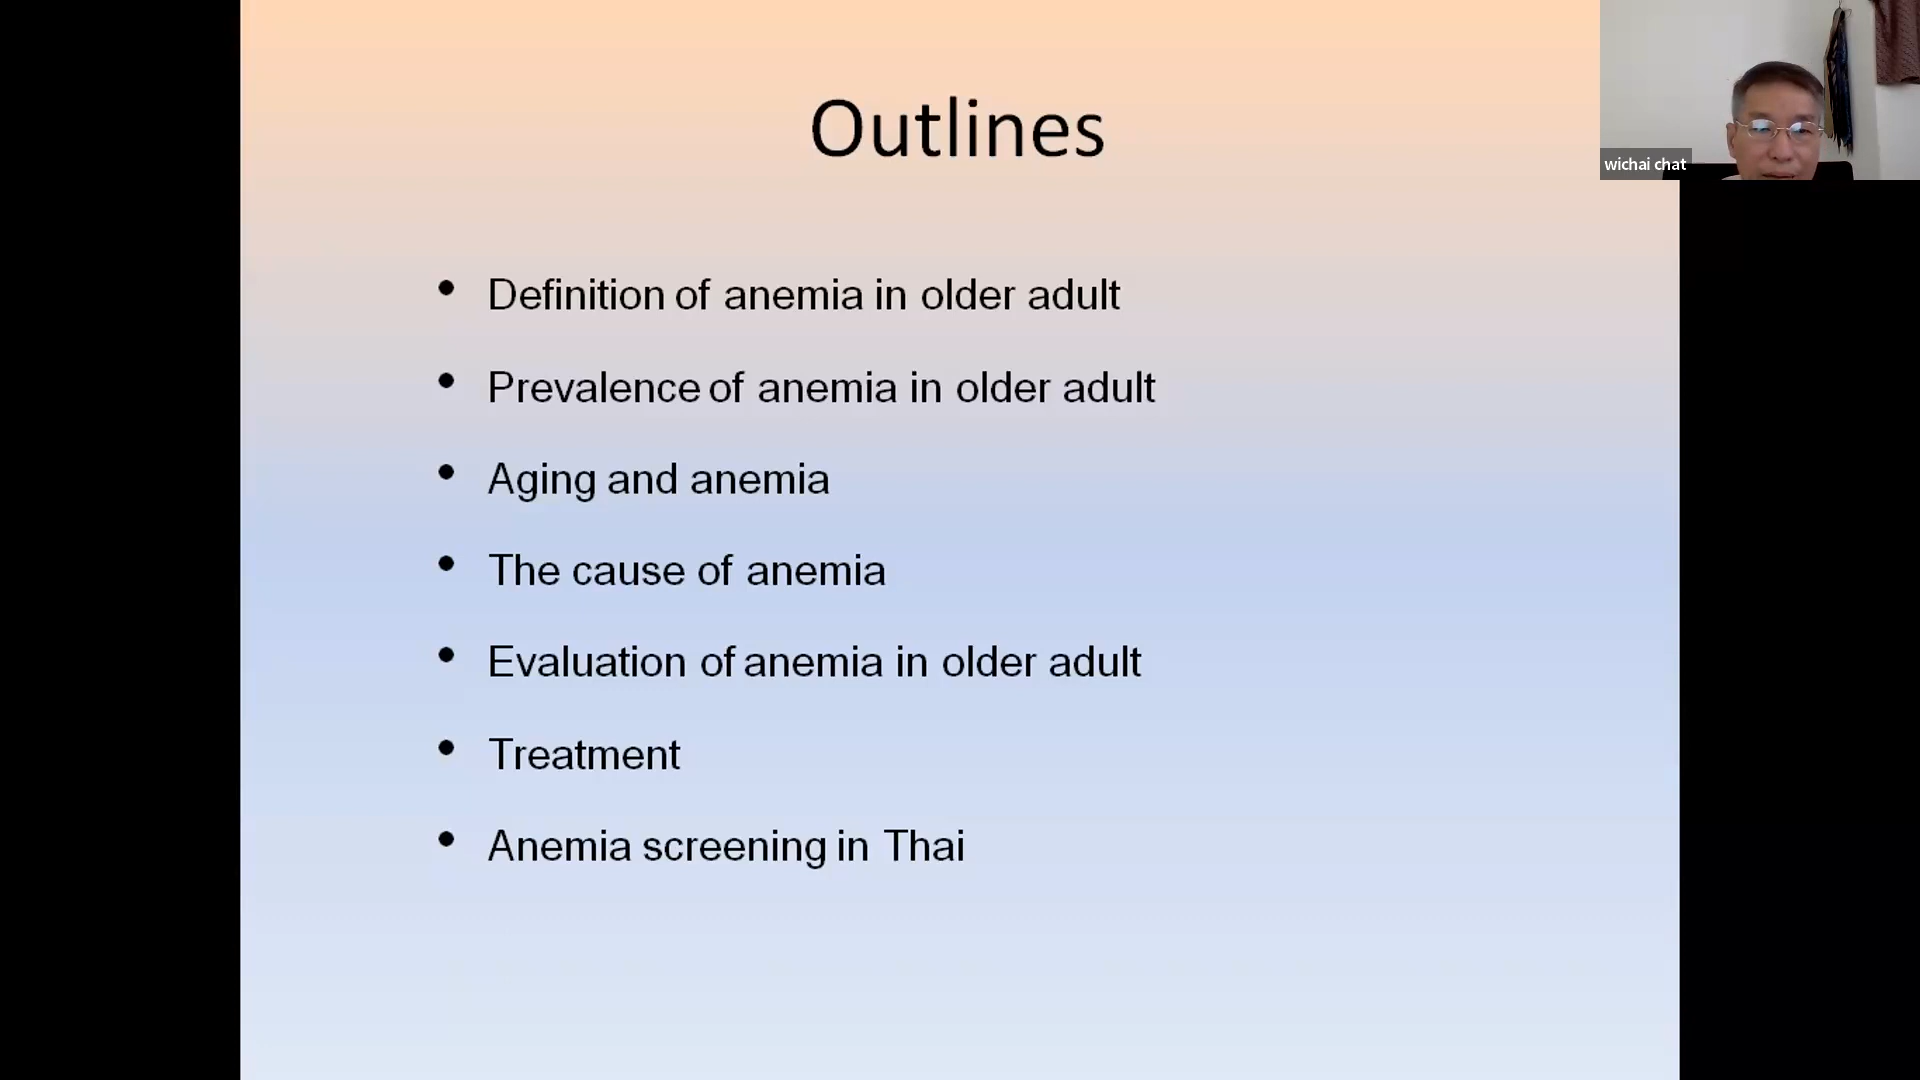 Outlines
wichai chat
• Definition of anemia in older adult
• Prevalence of anemia in older adult
• Aging and anemia
• The cause of anemia
• Evaluation of anemia in older adult
• Treatment
• Anemia screening in Thai